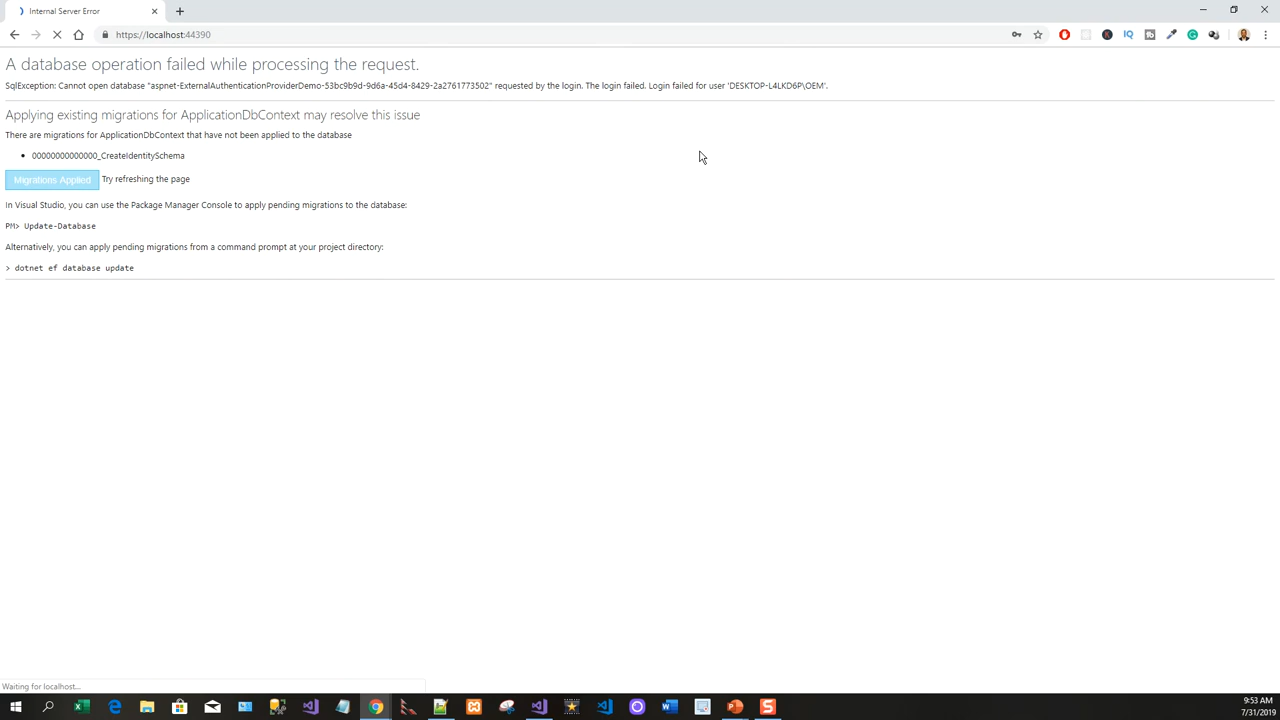 Internal Server Error
https://localhost:44390
IQ
A database operation failed while processing the request.
SqlException: Cannot open database "aspnet-ExternalAuthenticationProviderDemo-53bc9b9d-9d6a-45d4-8429-2a2761773502" requested by the login. The login failed. Login failed for user 'DESKTOP-L4LKD6P\OEM'.
Applying existing migrations for ApplicationDbContext may resolve this issue
There are migrations for ApplicationDbContext that have not been applied to the database
00000000000000_CreateIdentitySchema
Migrations Applied Try refreshing the page
In Visual Studio, you can use the Package Manager Console to apply pending migrations to the database:
PM> Update-Database
Alternatively, you can apply pending migrations from a command prompt at your project directory:
> dotnet ef database update
Waiting for localhost...
9:53 AM
7/31/2019